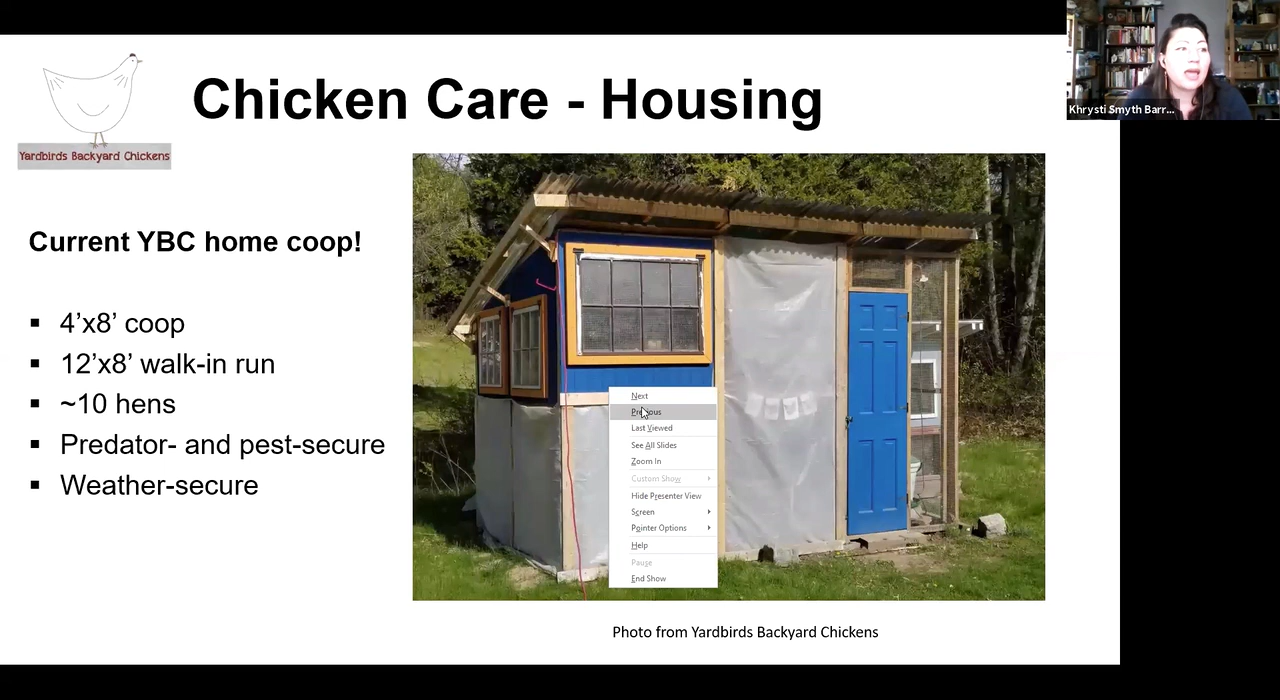 Chicken Care - Housing
Yardbirds Backyard Chickens
Khrysti Smyth Barr...
Current YBC home coop!
▪ 4’x8’ coop
▪ 12’x8’ walk-in run
▪ ~10 hens
▪ Predator- and pest-secure
▪ Weather-secure
Next
Previous
Last Viewed
See All Slides
Zoom In
Custom Show
Hide Presenter View
Screen
Pointer Options
Help
Pause
End Show
Photo from Yardbirds Backyard Chickens